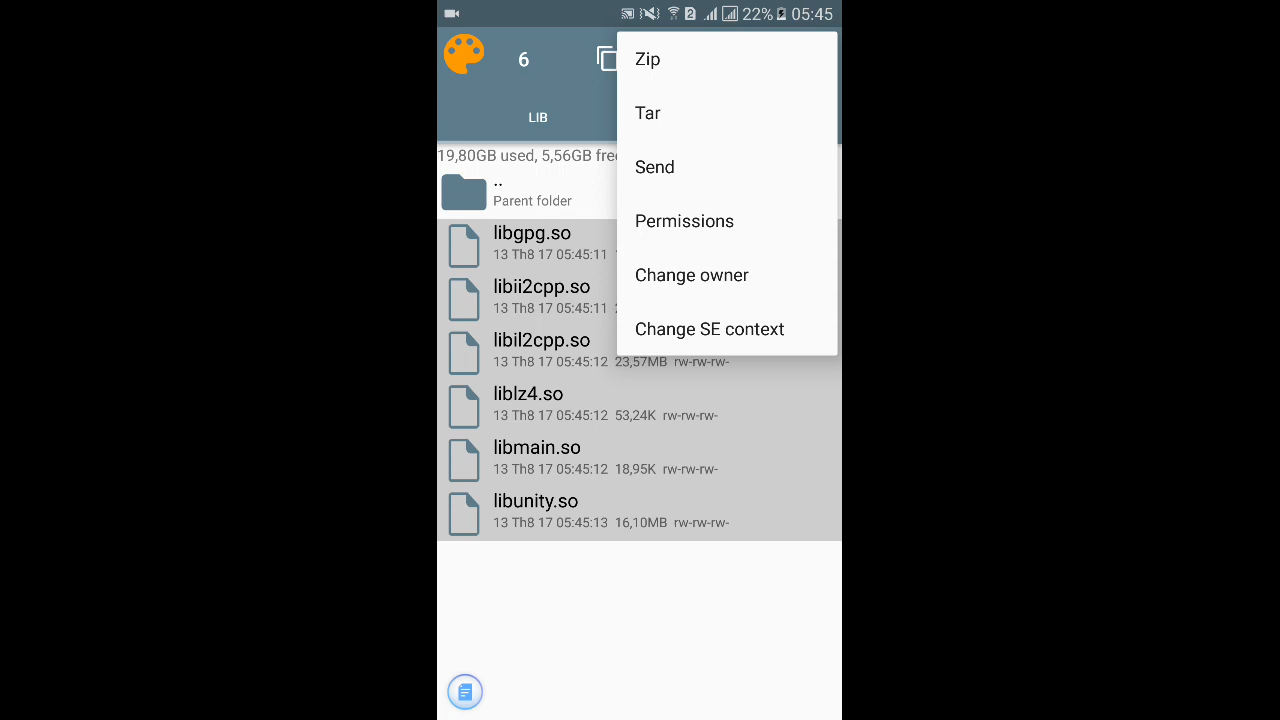 2 22% 05:45
6
LIB
Zip
Tar
Send
Permissions
Change owner
Change SE context
19,80GB used, 5,56GB
..
Parent folder
libgpg.so
13 Th8 17 05:45:11
libii2cpp.so
13 Th8 17 05:45:11
libil2cpp.so
13 Th8 17 05:45:12 23,57MB rw-rw-rw-
liblz4.so
13 Th8 17 05:45:12 53,24K rw-rw-rw-
libmain.so
13 Th8 17 05:45:12 18,95K rw-rw-rw-
libunity.so
13 Th8 17 05:45:13 16,10MB rw-rw-rw-